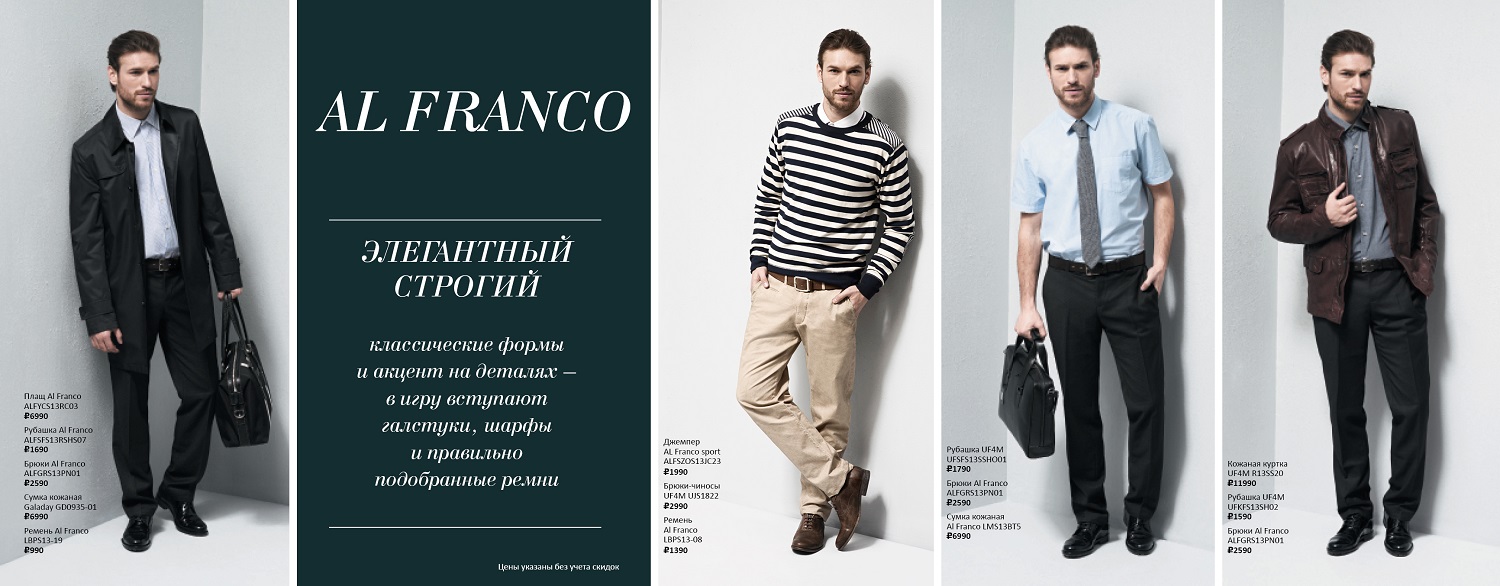 Плащ Al Franco
ALFYCS13RC03
₽6990
Рубашка Al Franco
ALFSFS13RSHS07
₽1690
Брюки Al Franco
ALFGRS13PN01
₽2590
Сумка кожаная
Galaday GD0935-01
₽6990
Ремень Al Franco
LBPS13-19
₽990
AL FRANCO
ЭЛЕГАНТНЫЙ
СТРОГИЙ
классические формы
и акцент на деталях –
в игру вступают
галстуки, шарфы
и правильно
подобранные ремни
Цены указаны без учета скидок
Джемпер
AL Franco sport
ALFSZOS13JC23
₽1990
Брюки-чиносы
UF4M UJS1822
₽2990
Ремень
Al Franco
LBPS13-08
₽1390
Рубашка UF4M
UFSFS13SSHO01
₽1790
Брюки Al Franco
ALFGRS13PN01
₽2590
Сумка кожаная
Al Franco LMS13BT5
₽6990
Кожаная куртка
UF4M R13SS20
₽11990
Рубашка UF4M
UFKFS13SH02
₽1590
Брюки Al Franco
ALFGRS13PN01
₽2590